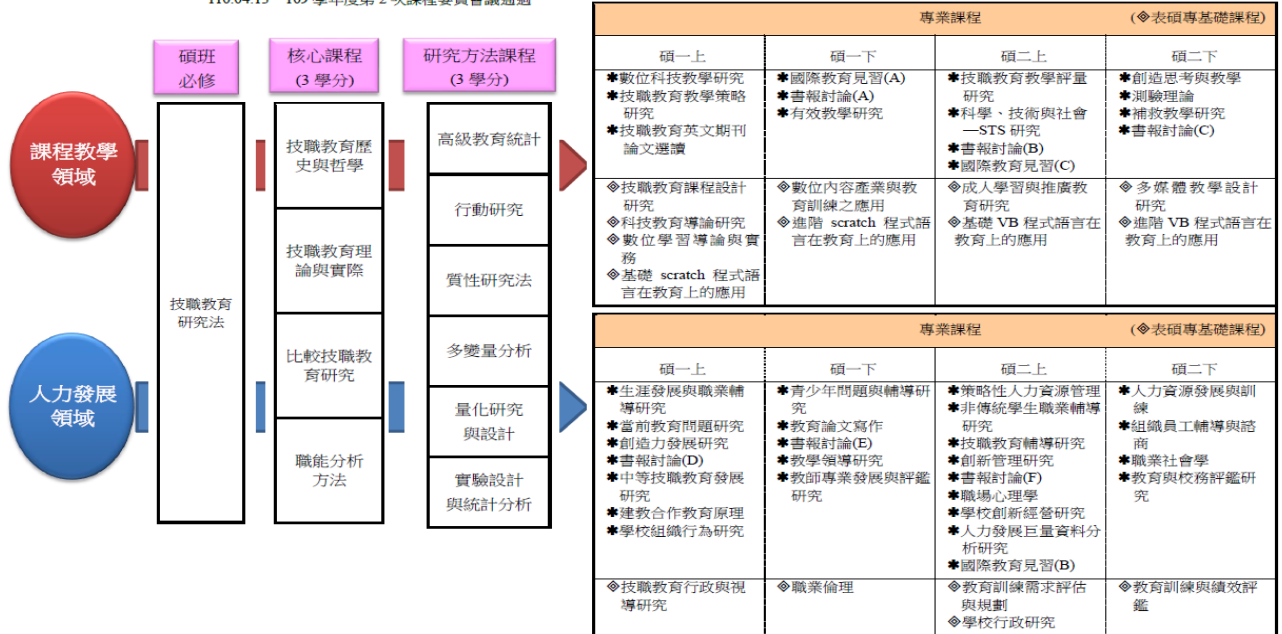 110.04.13 109 學年度第 2 次課程委員會議通過
碩班
必修
核心課程
(3 學分)
研究方法課程
(3 學分)
課程教學
領域
人力發展
領域
技職教育
研究法
技職教育歷
史與哲學
技職教育理
論與實際
比較技職教
育研究
職能分析
方法
高級教育統計
行動研究
質性研究法
多變量分析
量化研究
與設計
實驗設計
與統計分析
專業課程 (◈表碩專基礎課程)
碩一上
碩一下
碩二上
碩二下
✱數位科技教學研究
✱技職教育教學策略
研究
✱技職教育英文期刊
論文選讀
✱國際教育見習(A)
✱書報討論(A)
✱有效教學研究
✱技職教育教學評量
研究
✱科學、技術與社會
—STS 研究
✱書報討論(B)
✱國際教育見習(C)
✱創造思考與教學
✱測驗理論
✱補救教學研究
✱書報討論(C)
◈技職教育課程設計
研究
◈科技教育導論研究
◈數位學習導論與實
務
◈基礎 scratch 程式語
言在教育上的應用
◈數位內容產業與教
育訓練之應用
◈進階 scratch 程式語
言在教育上的應用
◈成人學習與推廣教
育研究
◈基礎 VB 程式語言在
教育上的應用
◈多媒體教學設計
研究
◈進階 VB 程式語言在
教育上的應用
專業課程 (◈表碩專基礎課程)
碩一上
碩一下
碩二上
碩二下
✱生涯發展與職業輔
導研究
✱當前教育問題研究
✱創造力發展研究
✱書報討論(D)
✱中等技職教育發展
研究
✱建教合作教育原理
✱學校組織行為研究
✱青少年問題與輔導研
究
✱教育論文寫作
✱書報討論(E)
✱教學領導研究
✱教師專業發展與評鑑
研究
✱策略性人力資源管理
✱非傳統學生職業輔導
研究
✱技職教育輔導研究
✱創新管理研究
✱書報討論(F)
✱職場心理學
✱學校創新經營研究
✱人力發展巨量資料分
析研究
✱國際教育見習(B)
✱人力資源發展與訓
練
✱組織員工輔導與諮
商
✱職業社會學
✱教育與校務評鑑研
究
◈技職教育行政與視
導研究
◈職業倫理
◈教育訓練需求評估
與規劃
◈學校行政研究
◈教育訓練與績效評
鑑